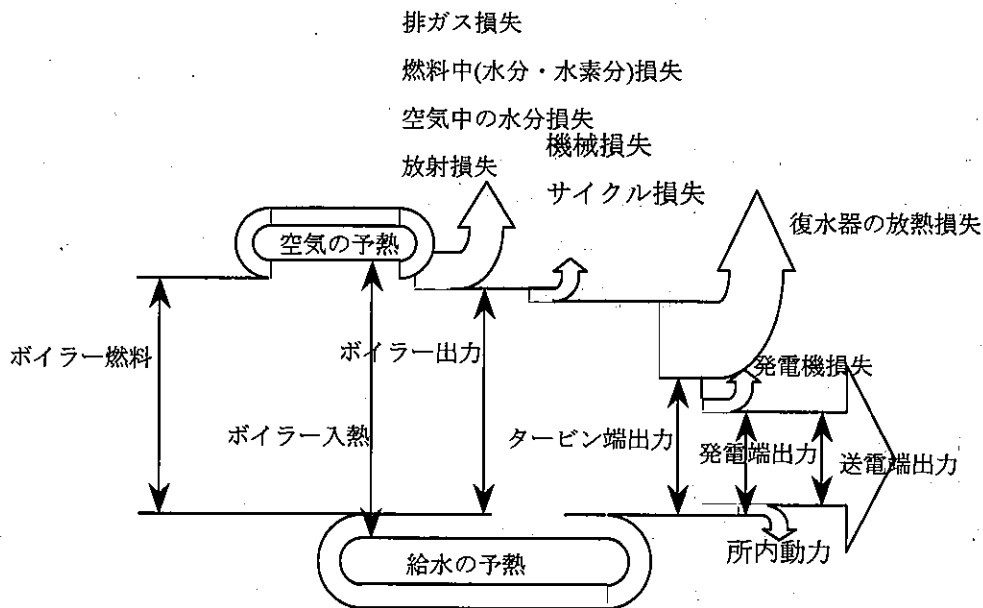 排ガス損失
燃料中(水分・水素分)損失
空気中の水分損失
放射損失
機械損失
サイクル損失
復水器の放熱損失
空気の予熱
ボイラー燃料
ボイラー出力
発電機損失
ボイラー入熱
タービン端出力
発電端出力
送電端出力
所内動力
給水の予熱